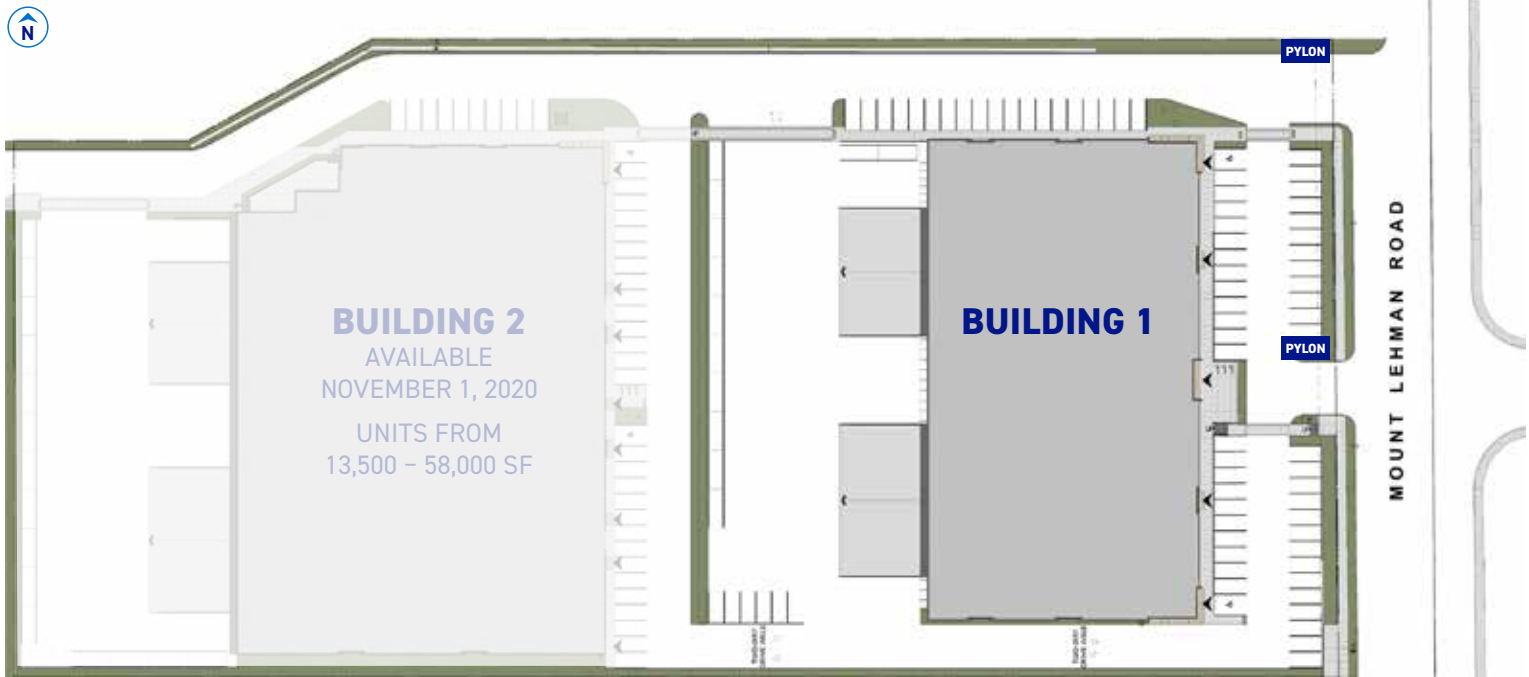 N
PYLON
BUILDING 2
AVAILABLE
NOVEMBER 1, 2020
UNITS FROM
13,500 – 58,000 SF
BUILDING 1
PYLON
MOUNT LEHMAN ROAD